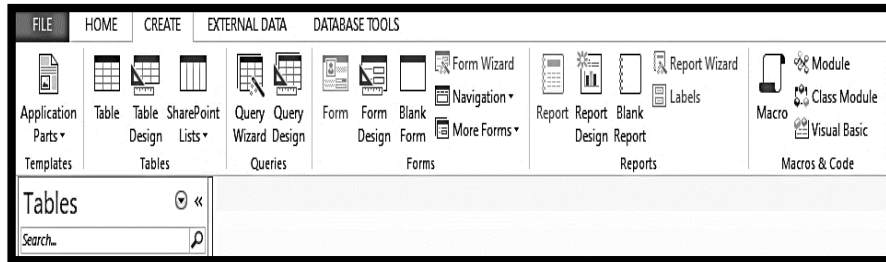 FILE HOME CREATE EXTERNAL DATA DATABASE TOOLS
Application Parts
Templates
Table
Table Design
SharePoint Lists
Tables
Query Wizard
Query Design
Queries
Form
Form Design
Blank Form
Form Wizard
Navigation
More Forms
Forms
Report
Report Design
Blank Report
Report Wizard
Labels
Reports
Macro
Module
Class Module
Visual Basic
Macros & Code
Tables
Search...